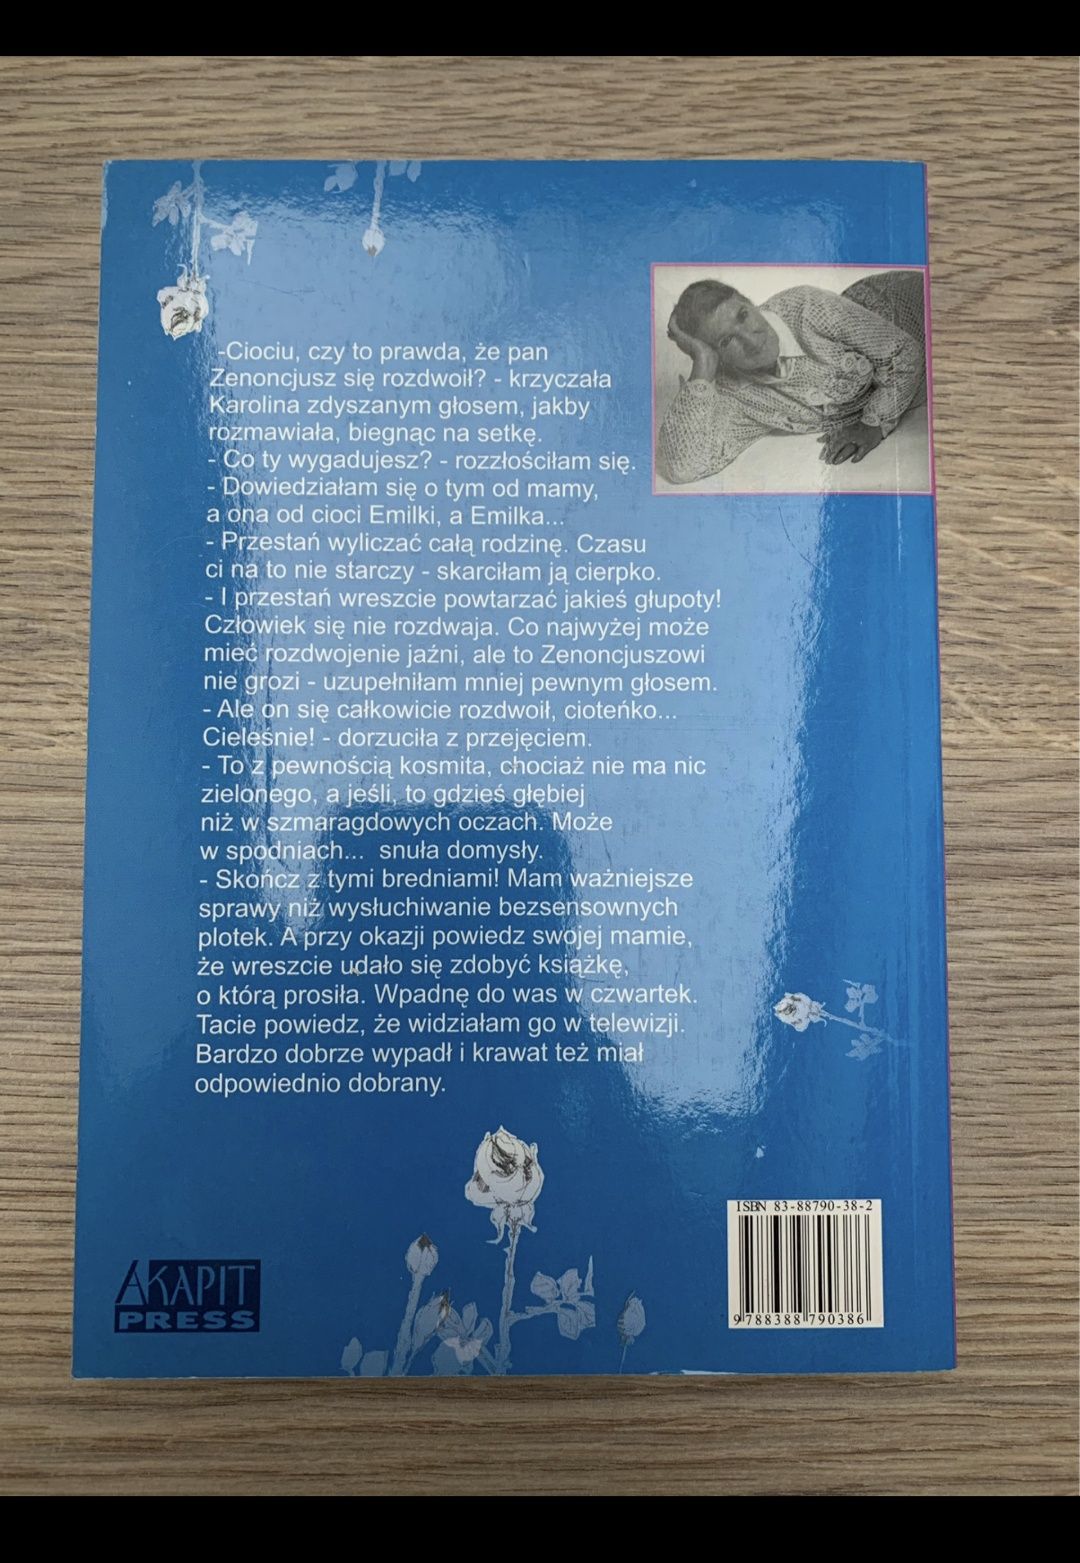 -Ciociu, czy to prawda, że pan
Zenoncjusz się rozdwoił? - krzyczała
Karolina zdyszanym głosem, jakby
rozmawiała, biegnąc na setkę.
- Co ty wygadujesz? - rozzłościłam się.
- Dowiedziałam się o tym od mamy,
a ona od cioci Emilki, a Emilka...
- Przestań wyliczać całą rodzinę. Czasu
ci na to nie starczy - skarciłam ją cierpko.
- I przestań wreszcie powtarzać jakieś głupoty!
Człowiek się nie rozdwaja. Co najwyżej może
mieć rozdwojenie jaźni, ale to Zenoncjuszowi
nie grozi - uzupełniłam mniej pewnym głosem.
- Ale on się całkowicie rozdwoił, cioteńko...
Cieleśnie! - dorzuciła z przejęciem.
- To z pewnością kosmita, chociaż nie ma nic
zielonego, a jeśli, to gdzieś głębiej
niż w szmaragdowych oczach. Może
w spodniach... snuła domysły.
- Skończ z tymi bredniami! Mam ważniejsze
sprawy niż wysłuchiwanie bezsensownych
plotek. A przy okazji powiedz swojej mamie,
że wreszcie udało się zdobyć książkę,
o którą prosiła. Wpadnę do was w czwartek.
Tacie powiedz, że widziałam go w telewizji.
Bardzo dobrze wypadł i krawat też miał
odpowiednio dobrany.
ISBN 83-88790-38-2
9 788388 790386
AKAPIT
PRESS